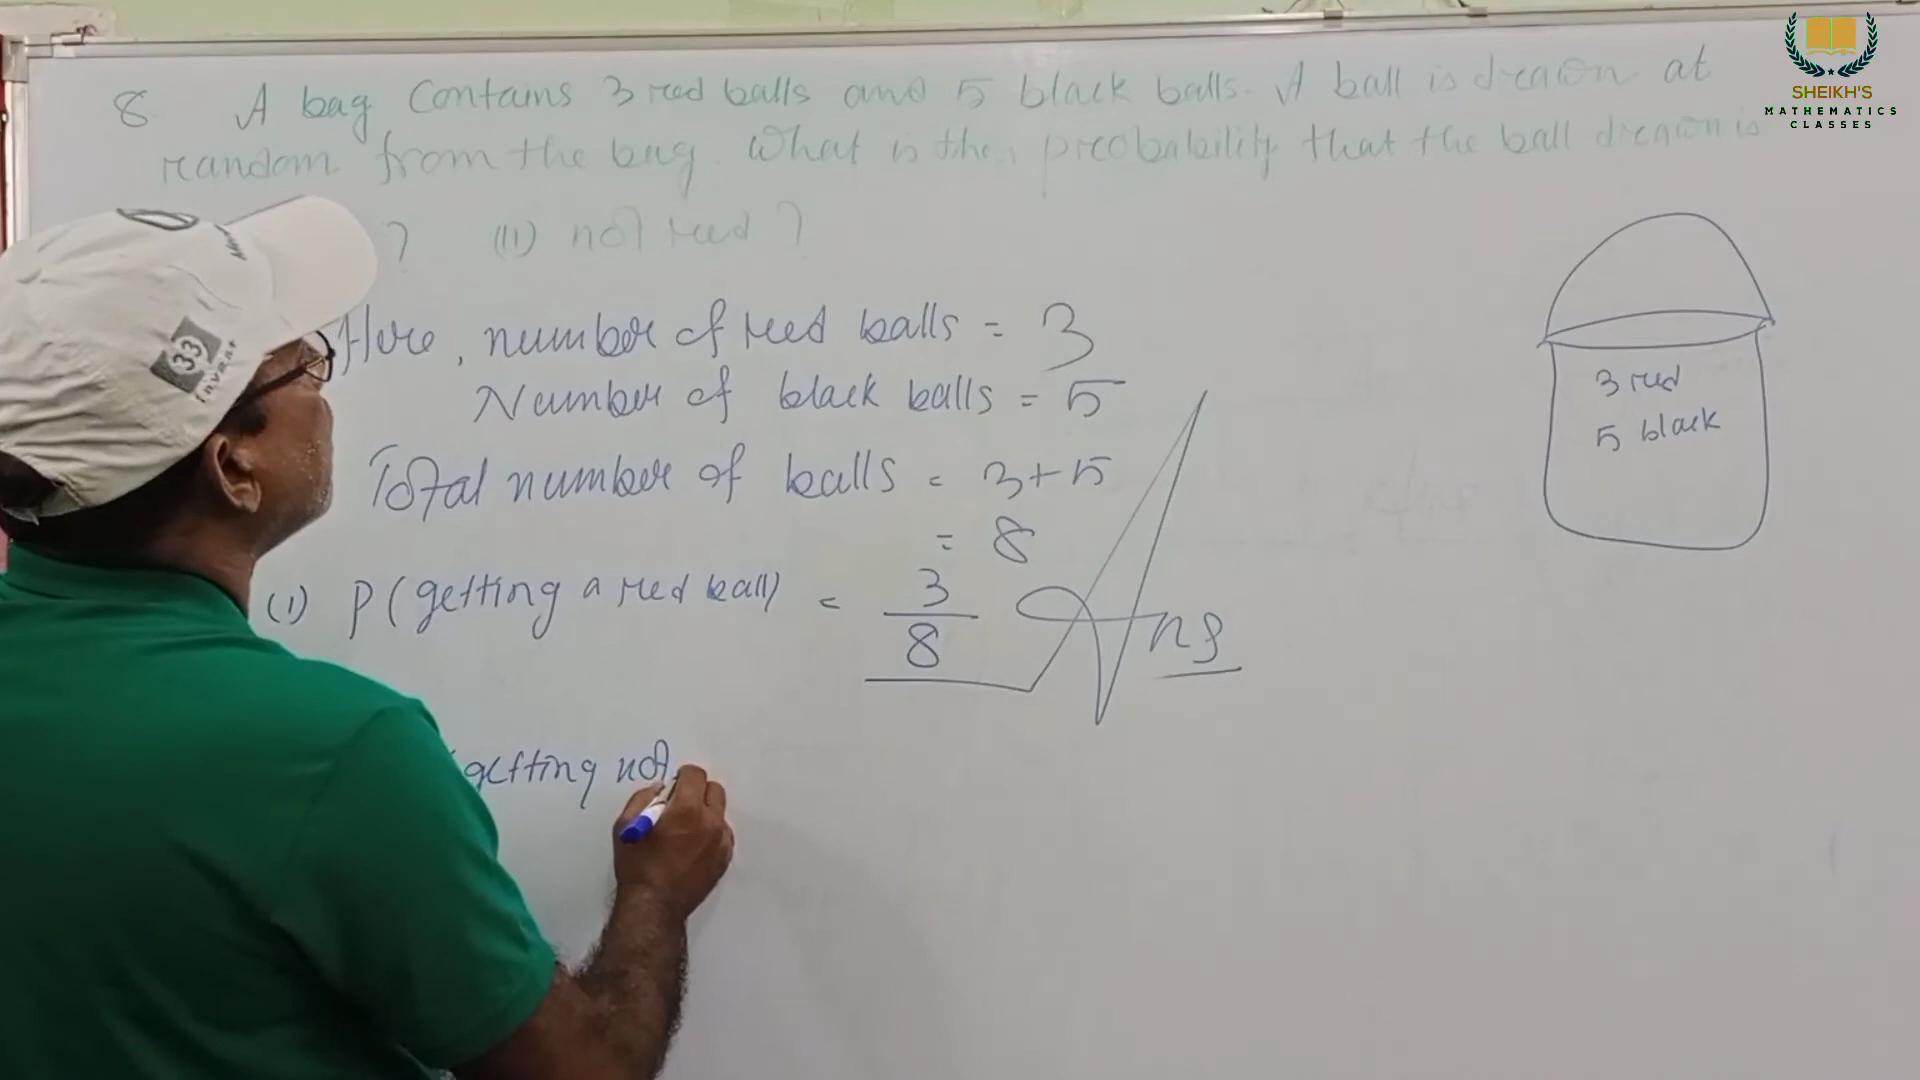 8 A bag contains 3 red balls and 5 black balls. A ball is drawn at
random from the bag. What is the probability that the ball drawn is
? (II) not red ?
Here, number of red balls = 3
Number of black balls = 5
Total number of balls = 3+5
= 8
(I) P(getting a red ball) = 3/8 Ans
(getting not
3 red
5 black
33
Invert
SHEIKH'S
MATHEMATICS
CLASSES